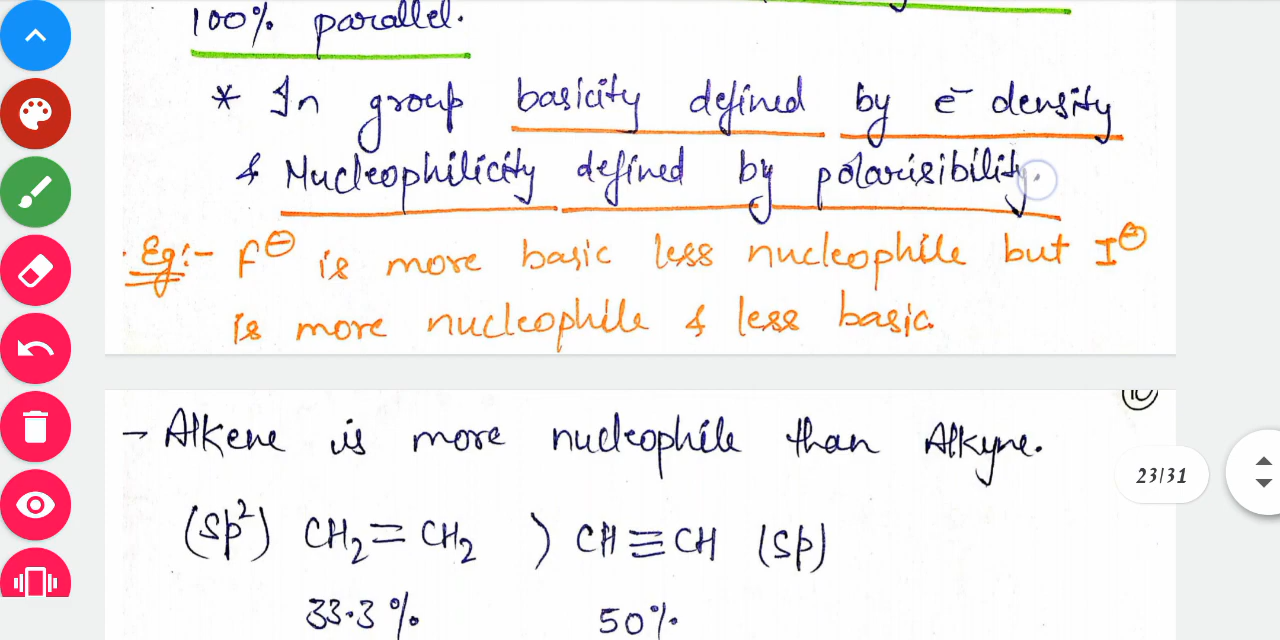 100% parallel.
* In group basicity defined by e⁻ density
& Nucleophilicity defined by polarisibility.
Eg:- F⊖ is more basic less nucleophile but I⊖
is more nucleophile & less basic.
10
- Alkene is more nucleophile than Alkyne.
23/31
(sp²) CH₂=CH₂ > CH≡CH (sp)
33.3% 50%